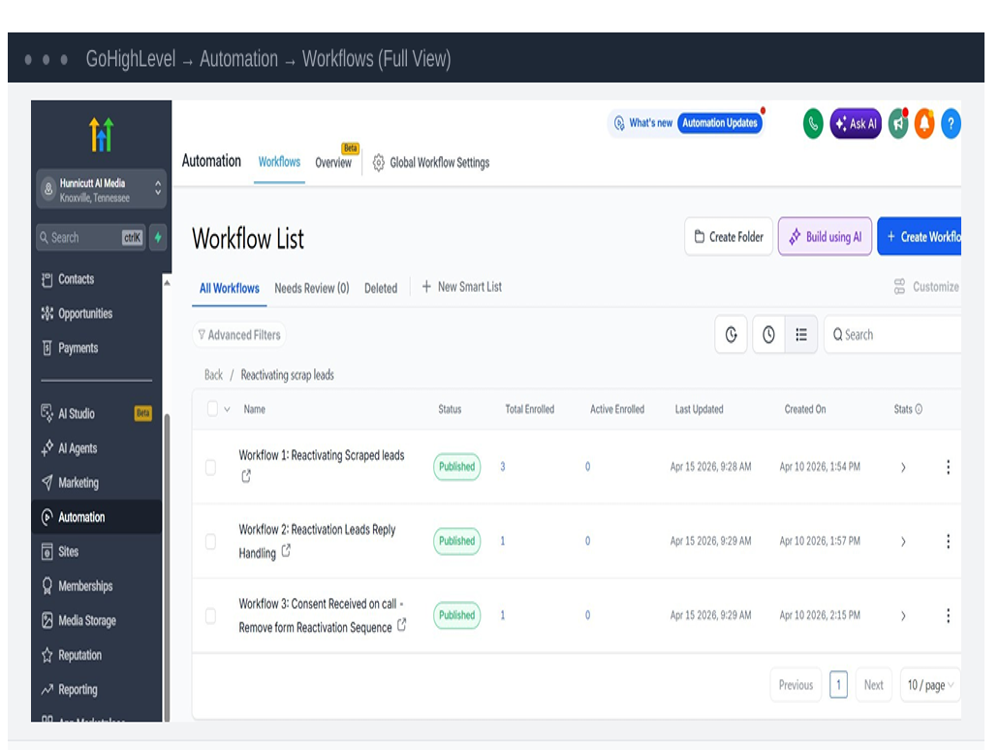 GoHighLevel → Automation → Workflows (Full View)
What's new
Automation Updates
Ask AI
?
Hunnicutt AI Media
Knoxville, Tennessee
Search
ctrlK
Contacts
Opportunities
Payments
AI Studio
Beta
AI Agents
Marketing
Automation
Sites
Memberships
Media Storage
Reputation
Reporting
Automation
Workflows
Overview
Beta
Global Workflow Settings
Workflow List
Create Folder
Build using AI
+ Create Workflo
All Workflows
Needs Review (0)
Deleted
+ New Smart List
Customize
Advanced Filters
Search
Back / Reactivating scrap leads
Name Status Total Enrolled Active Enrolled Last Updated Created On Stats
Workflow 1: Reactivating Scraped leads
Published 3 0 Apr 15 2026, 9:28 AM Apr 10 2026, 1:54 PM
Workflow 2: Reactivation Leads Reply
Handling
Published 1 0 Apr 15 2026, 9:29 AM Apr 10 2026, 1:57 PM
Workflow 3: Consent Received on call -
Remove form Reactivation Sequence
Published 1 0 Apr 15 2026, 9:29 AM Apr 10 2026, 2:15 PM
Previous 1 Next 10 / page